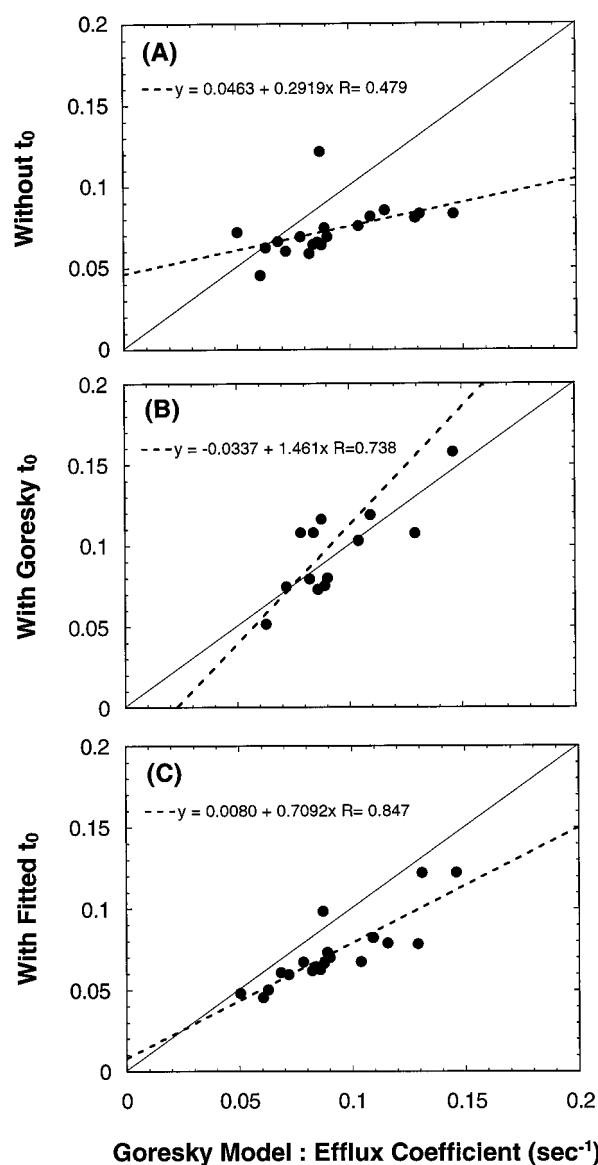 0.2
(A)
y = 0.0463 + 0.2919x R= 0.479
0.15
Without t0
0.1
0.05
0
0.2
(B)
y = -0.0337 + 1.461x R=0.738
0.15
With Goresky t0
0.1
0.05
0
0.2
(C)
y = 0.0080 + 0.7092x R= 0.847
0.15
With Fitted t0
0.1
0.05
0
0 0.05 0.1 0.15 0.2
Goresky Model : Efflux Coefficient (sec-1)